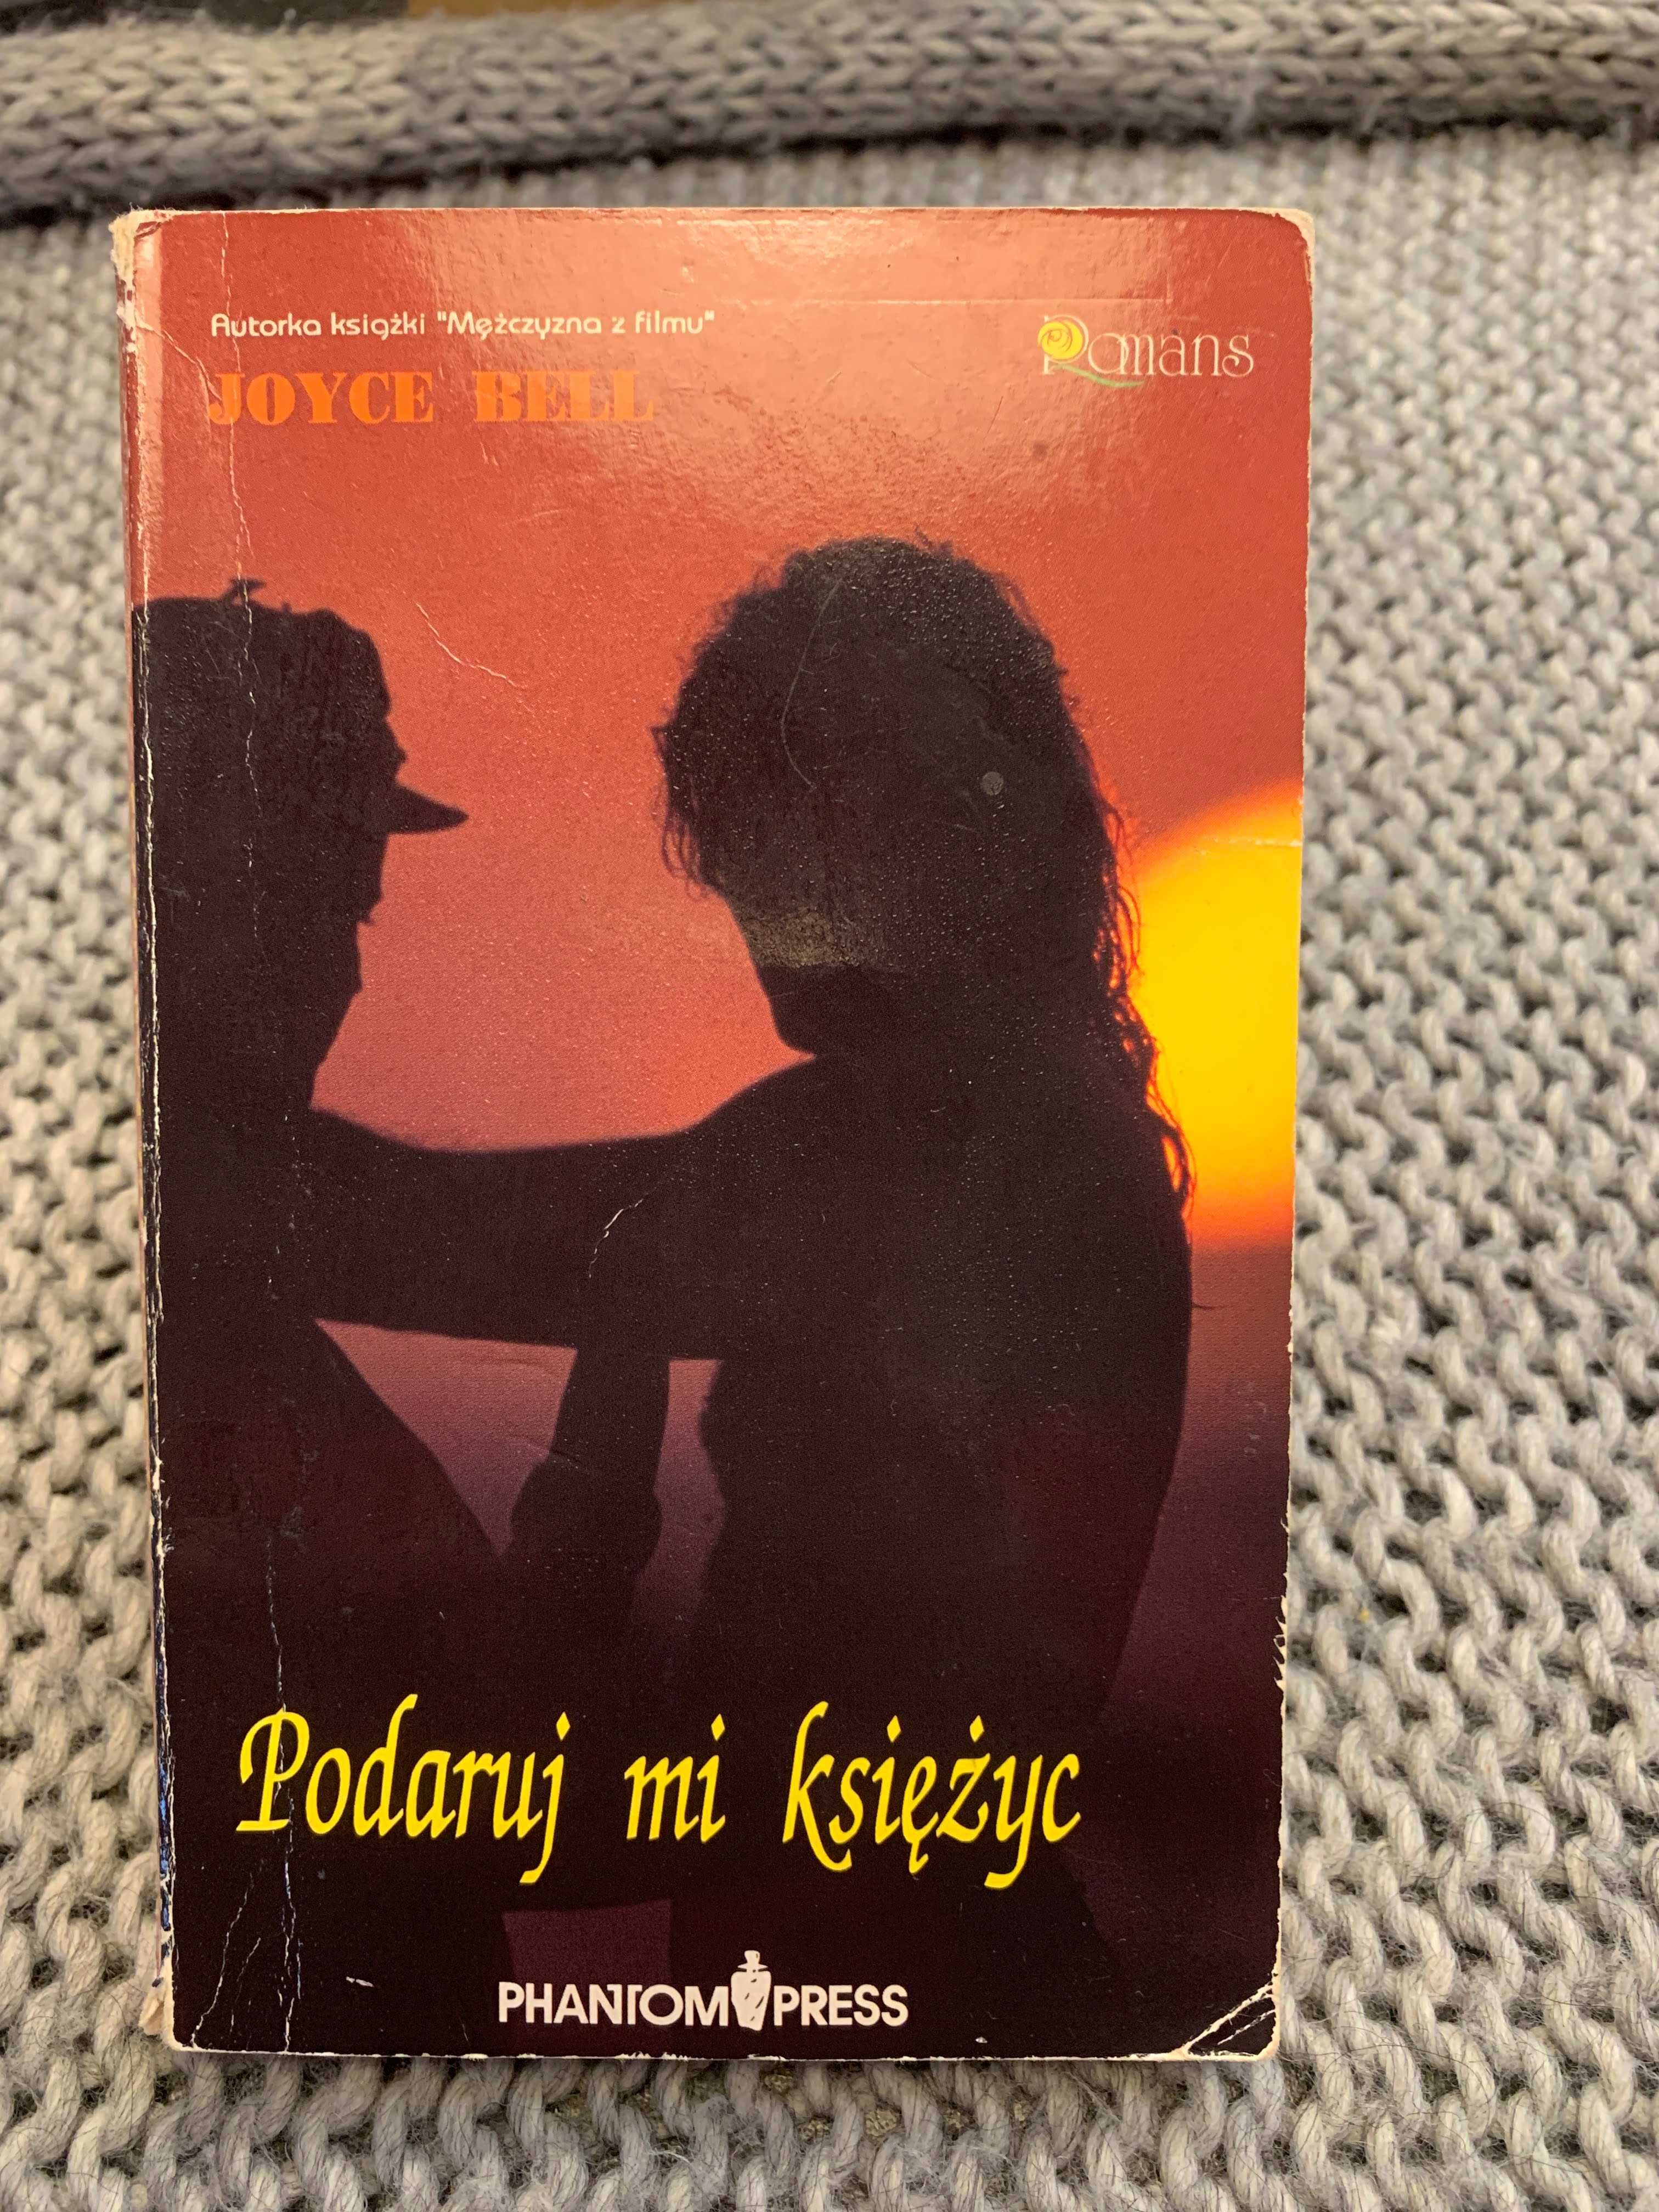 Autorka książki "Mężczyzna z filmu"
JOYCE BELL
Romans
Podaruj mi księżyc
PHANTOM PRESS